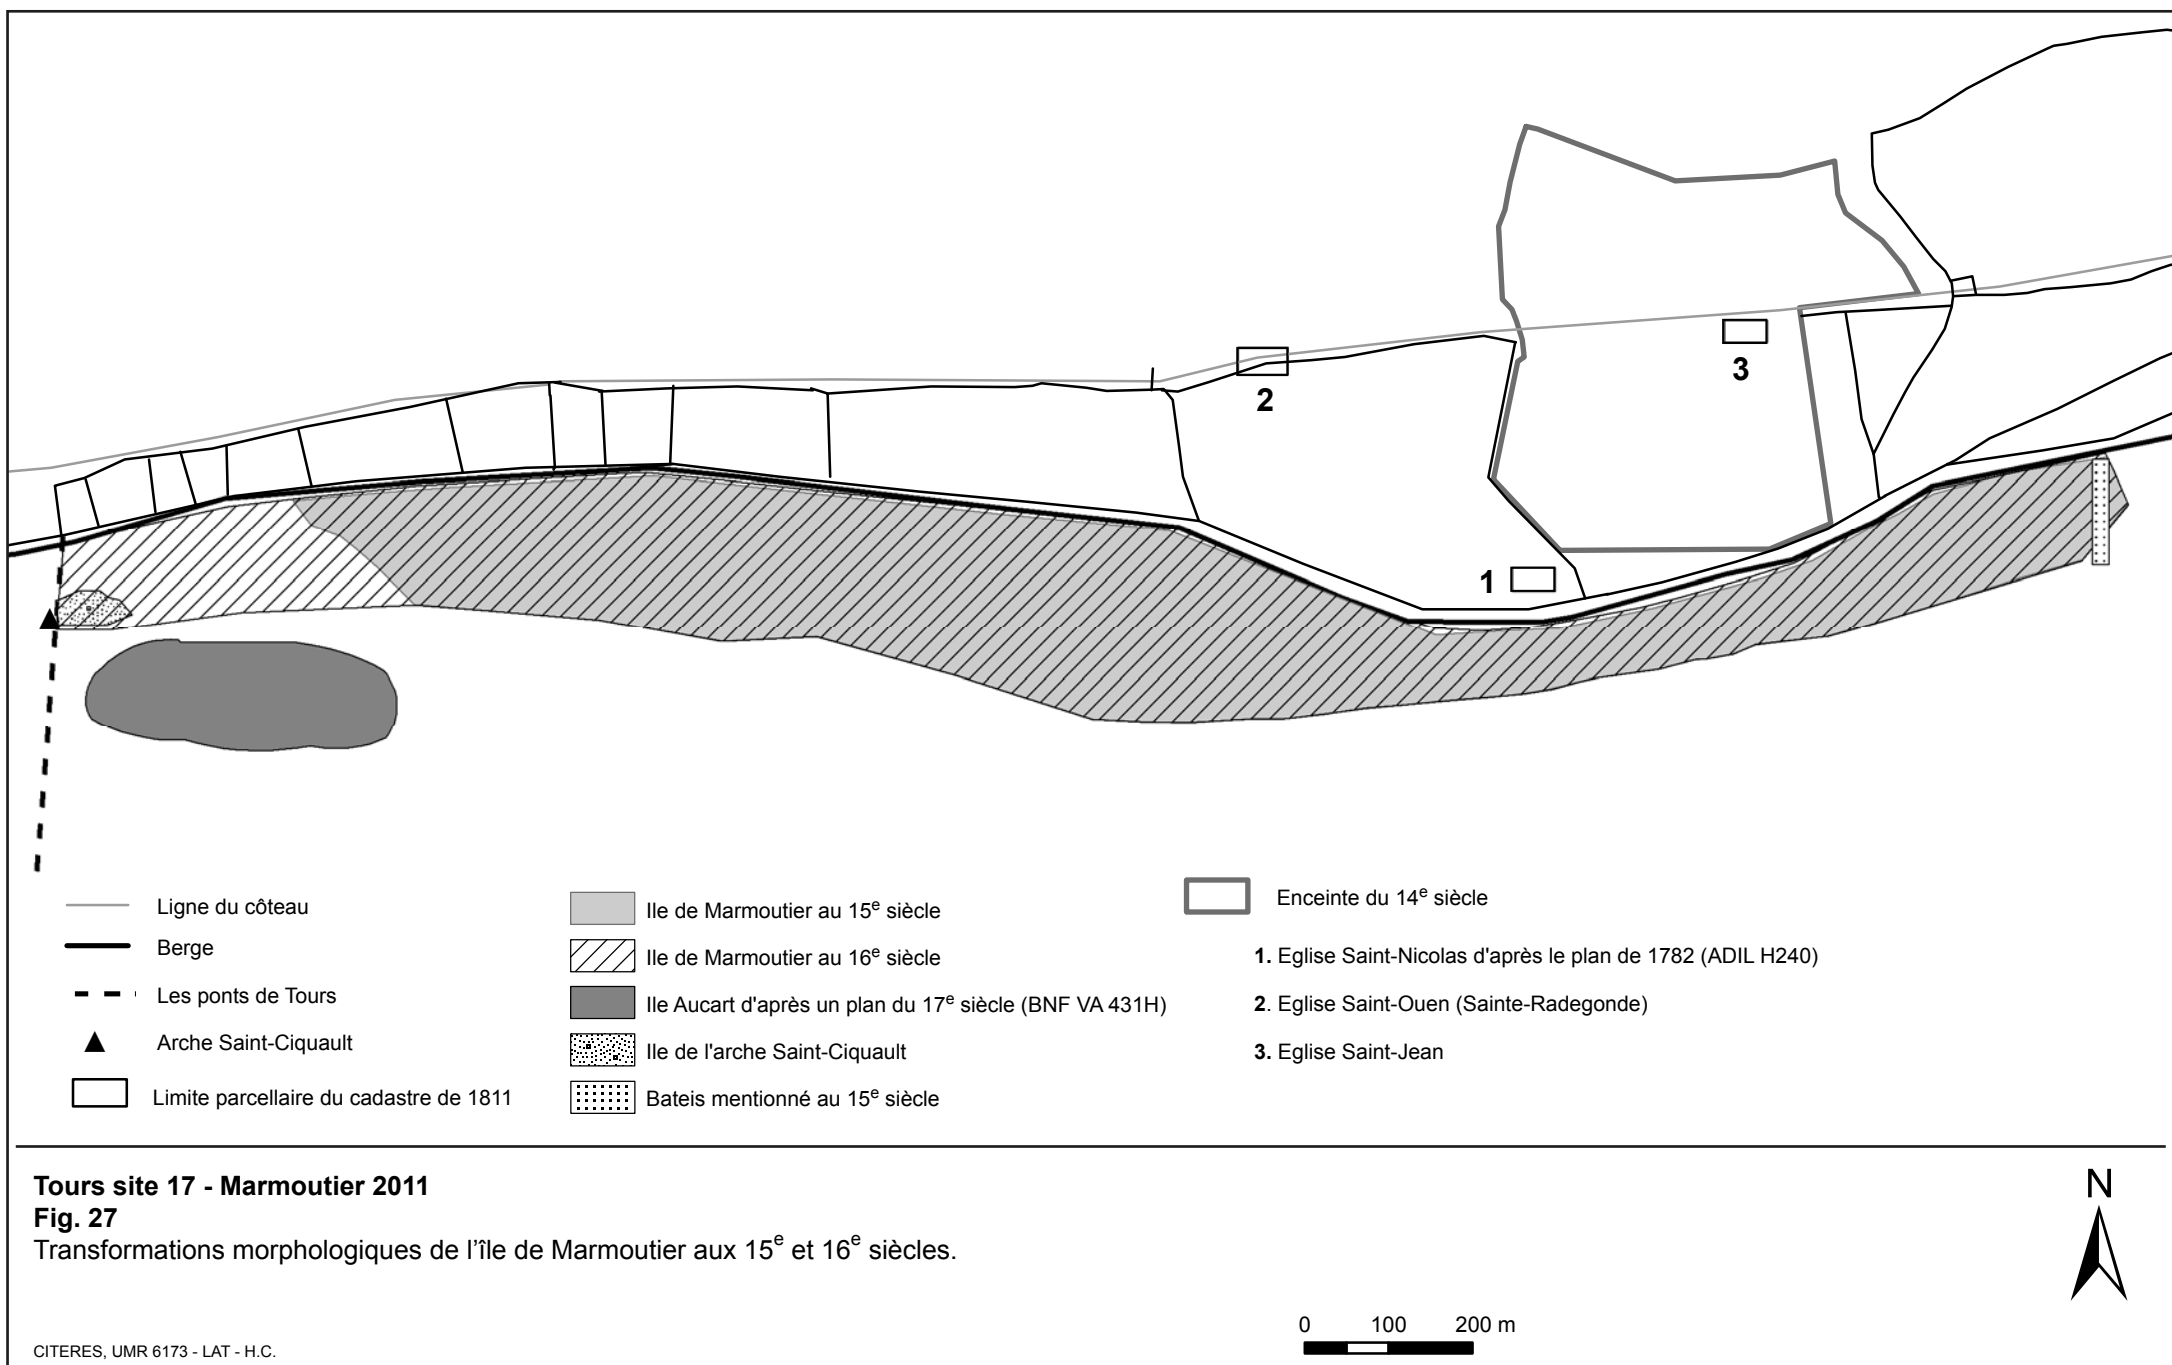 2
3
1
Ligne du côteau
Berge
Les ponts de Tours
Arche Saint-Ciquault
Limite parcellaire du cadastre de 1811
Ile de Marmoutier au 15e siècle
Ile de Marmoutier au 16e siècle
Ile Aucart d'après un plan du 17e siècle (BNF VA 431H)
Ile de l'arche Saint-Ciquault
Bateis mentionné au 15e siècle
Enceinte du 14e siècle
1. Eglise Saint-Nicolas d'après le plan de 1782 (ADIL H240)
2. Eglise Saint-Ouen (Sainte-Radegonde)
3. Eglise Saint-Jean
Tours site 17 - Marmoutier 2011
Fig. 27
Transformations morphologiques de l'île de Marmoutier aux 15e et 16e siècles.
N
0 100 200 m
CITERES, UMR 6173 - LAT - H.C.